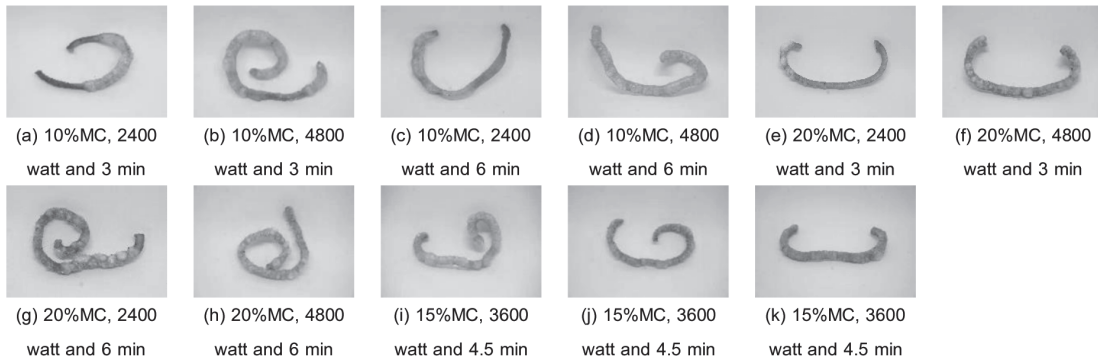 (a) 10%MC, 2400
watt and 3 min
(b) 10%MC, 4800
watt and 3 min
(c) 10%MC, 2400
watt and 6 min
(d) 10%MC, 4800
watt and 6 min
(e) 20%MC, 2400
watt and 3 min
(f) 20%MC, 4800
watt and 3 min
(g) 20%MC, 2400
watt and 6 min
(h) 20%MC, 4800
watt and 6 min
(i) 15%MC, 3600
watt and 4.5 min
(j) 15%MC, 3600
watt and 4.5 min
(k) 15%MC, 3600
watt and 4.5 min